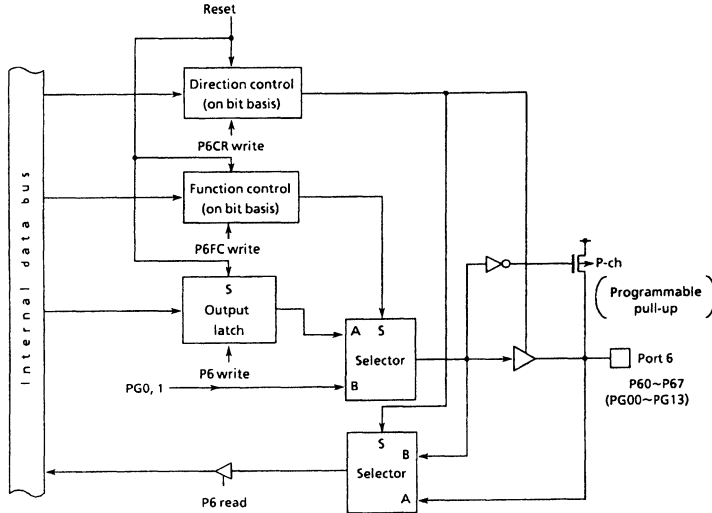 Reset
Internal data bus
Direction control
(on bit basis)
P6CR write
Function control
(on bit basis)
P6FC write
S
Output
latch
P6 write
PG0, 1
A S
Selector
B
P-ch
(Programmable
pull-up)
Port 6
P60~P67
(PG00~PG13)
S
B
Selector
A
P6 read